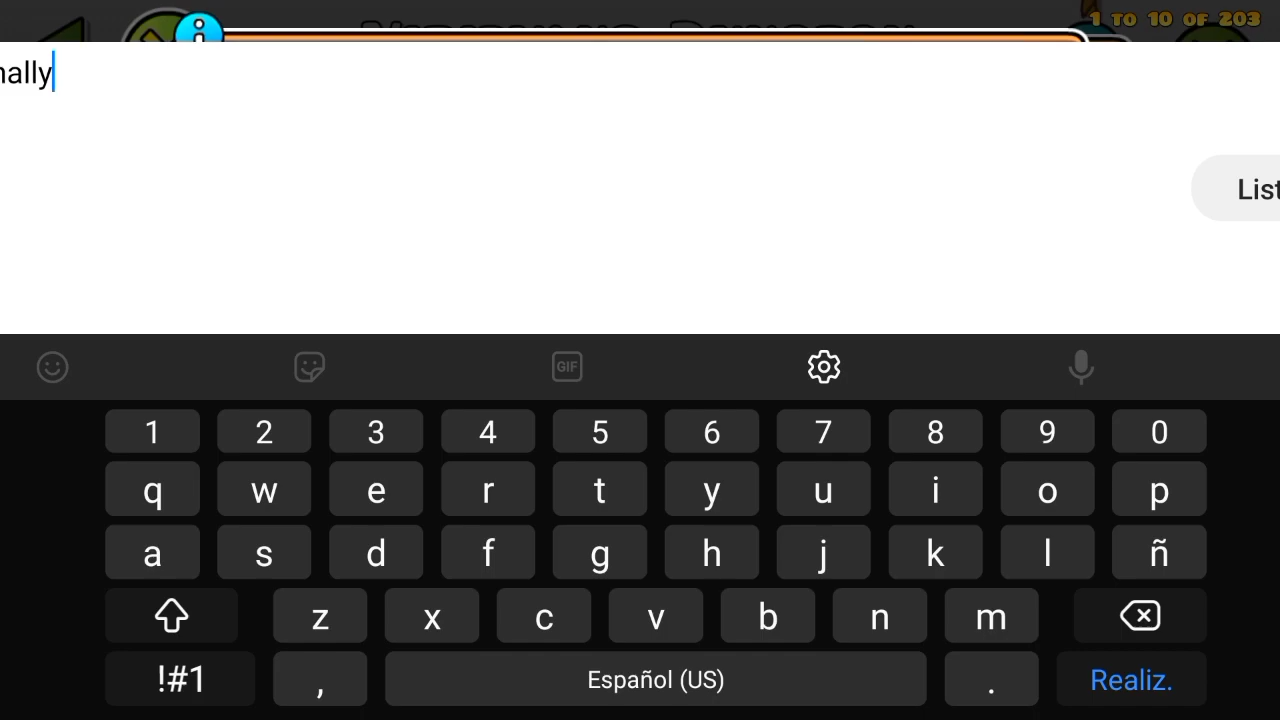 1 TO 10 OF 203
nally
List
GIF
1 2 3 4 5 6 7 8 9 0
q w e r t y u i o p
a s d f g h j k l ñ
z x c v b n m
!#1 , Español (US) . Realiz.